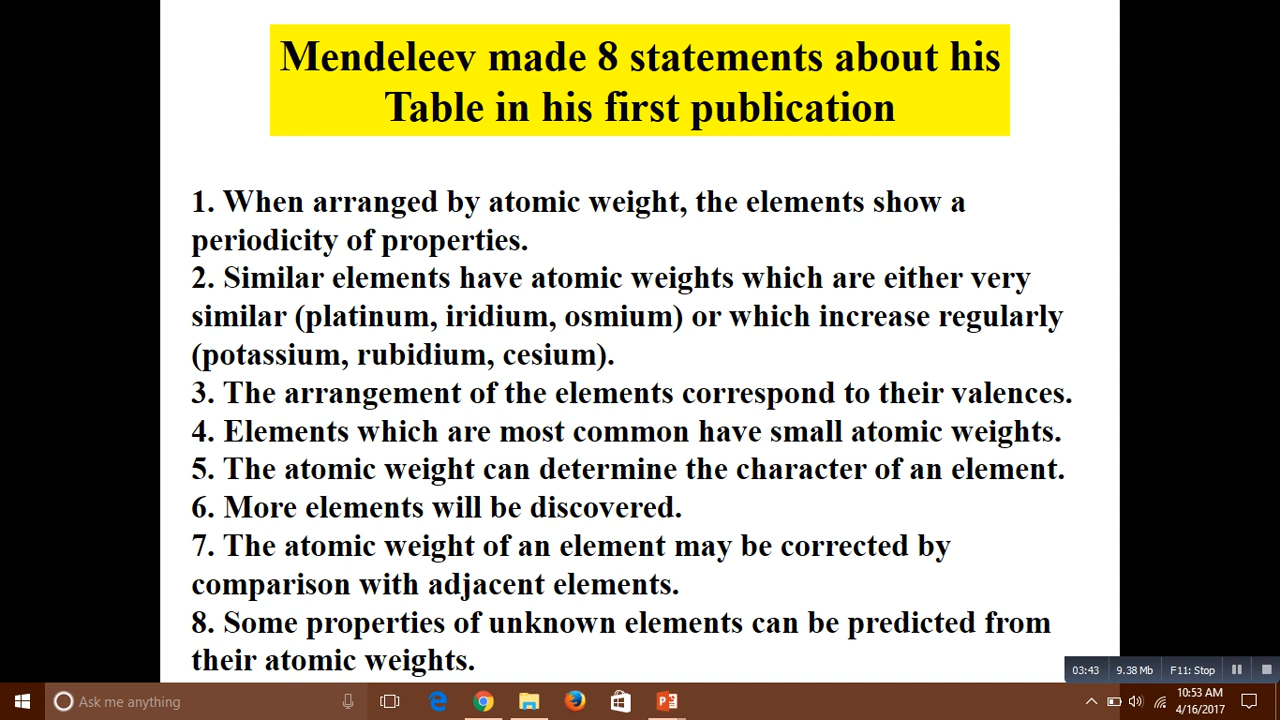 Mendeleev made 8 statements about his
Table in his first publication
1. When arranged by atomic weight, the elements show a
periodicity of properties.
2. Similar elements have atomic weights which are either very
similar (platinum, iridium, osmium) or which increase regularly
(potassium, rubidium, cesium).
3. The arrangement of the elements correspond to their valences.
4. Elements which are most common have small atomic weights.
5. The atomic weight can determine the character of an element.
6. More elements will be discovered.
7. The atomic weight of an element may be corrected by
comparison with adjacent elements.
8. Some properties of unknown elements can be predicted from
their atomic weights.
03:43 9.38 Mb F11: Stop
Ask me anything
10:53 AM
4/16/2017